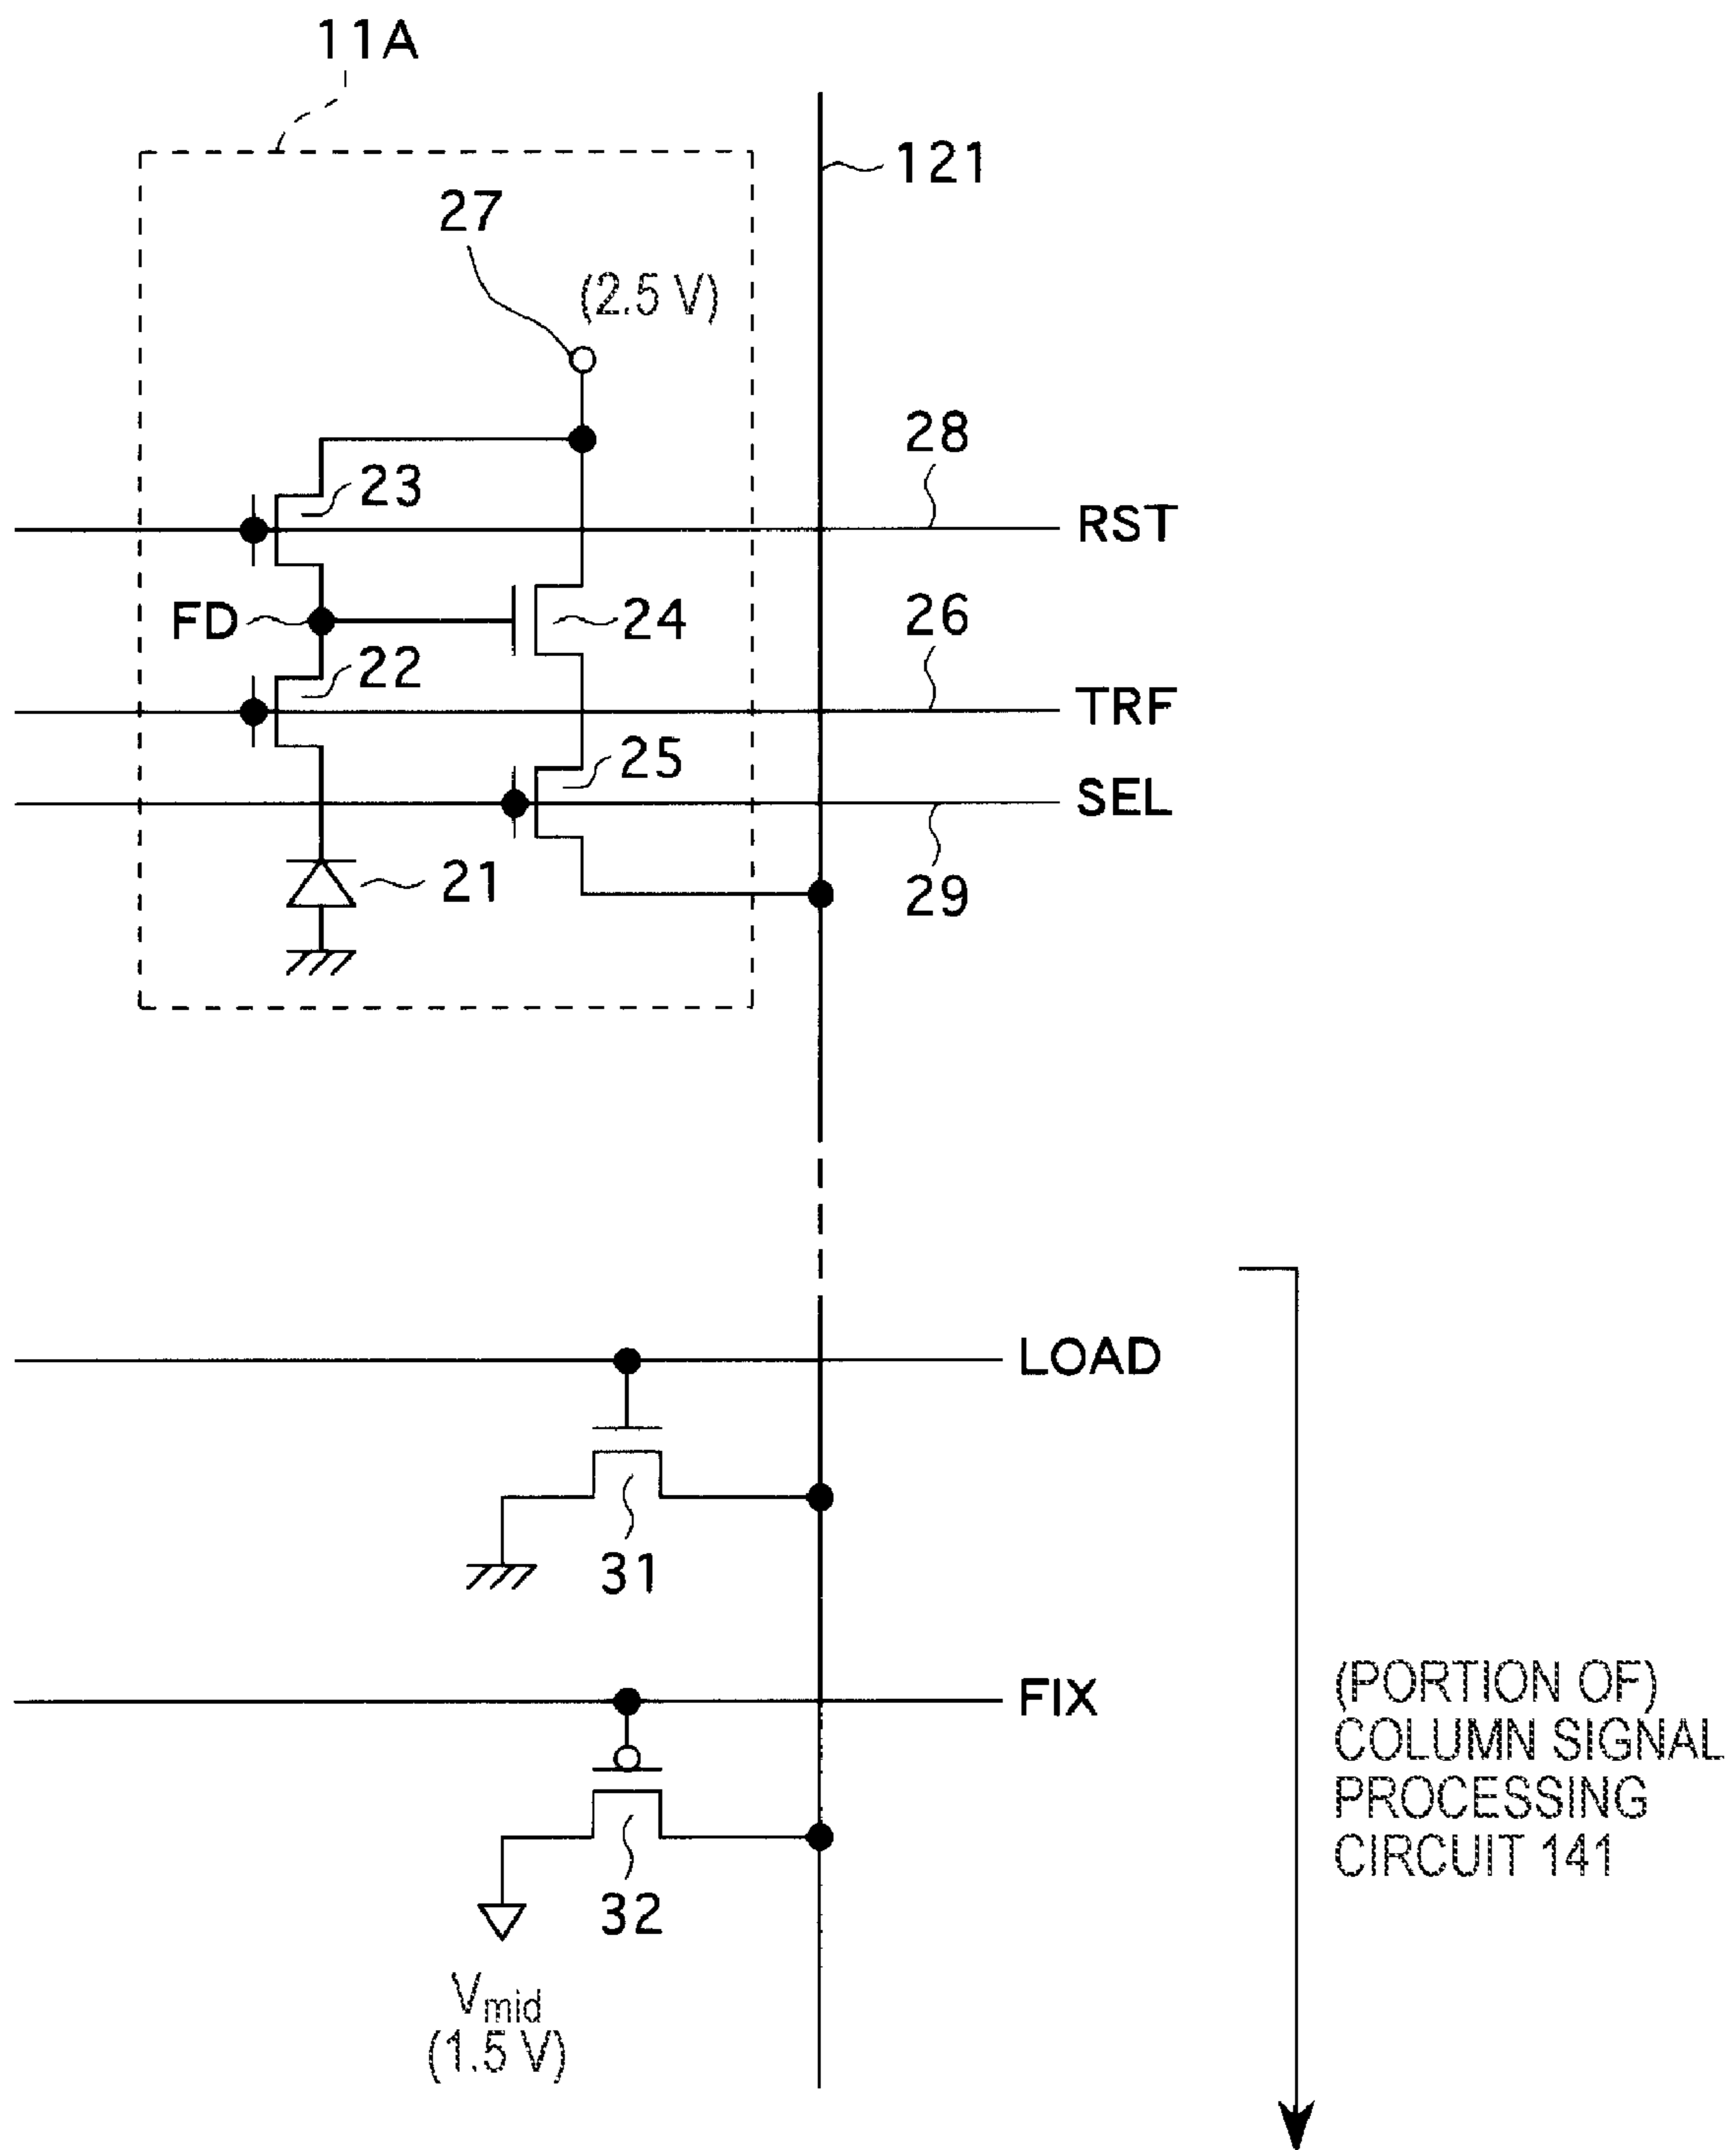 11A
121
27
(2.5 V)
28
23
RST
FD
24
26
22
TRF
25
SEL
21
29
LOAD
31
FIX
(PORTION OF)
COLUMN SIGNAL
PROCESSING
CIRCUIT 141
32
Vmid
(1.5 V)